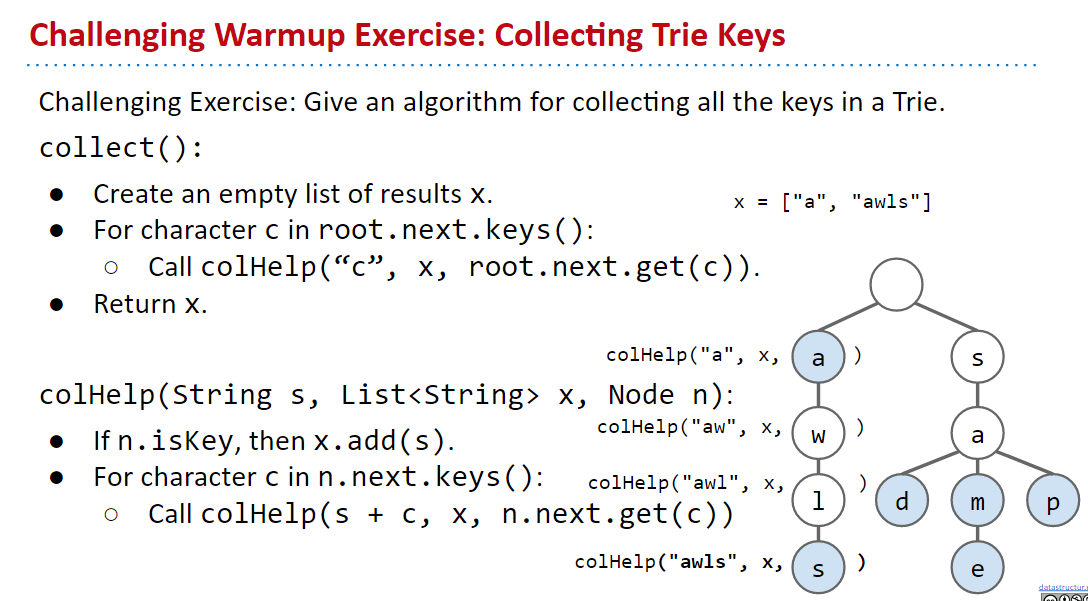 Challenging Warmup Exercise: Collecting Trie Keys
Challenging Exercise: Give an algorithm for collecting all the keys in a Trie.
collect():
● Create an empty list of results x.
● For character c in root.next.keys():
○ Call colHelp(“c”, x, root.next.get(c)).
● Return x.
x = ["a", "awls"]
colHelp(String s, List<String> x, Node n):
● If n.isKey, then x.add(s).
● For character c in n.next.keys():
○ Call colHelp(s + c, x, n.next.get(c))
colHelp("a", x, a )
s
colHelp("aw", x, w )
a
colHelp("awl", x, l )
d m p
colHelp("awls", x, s )
e